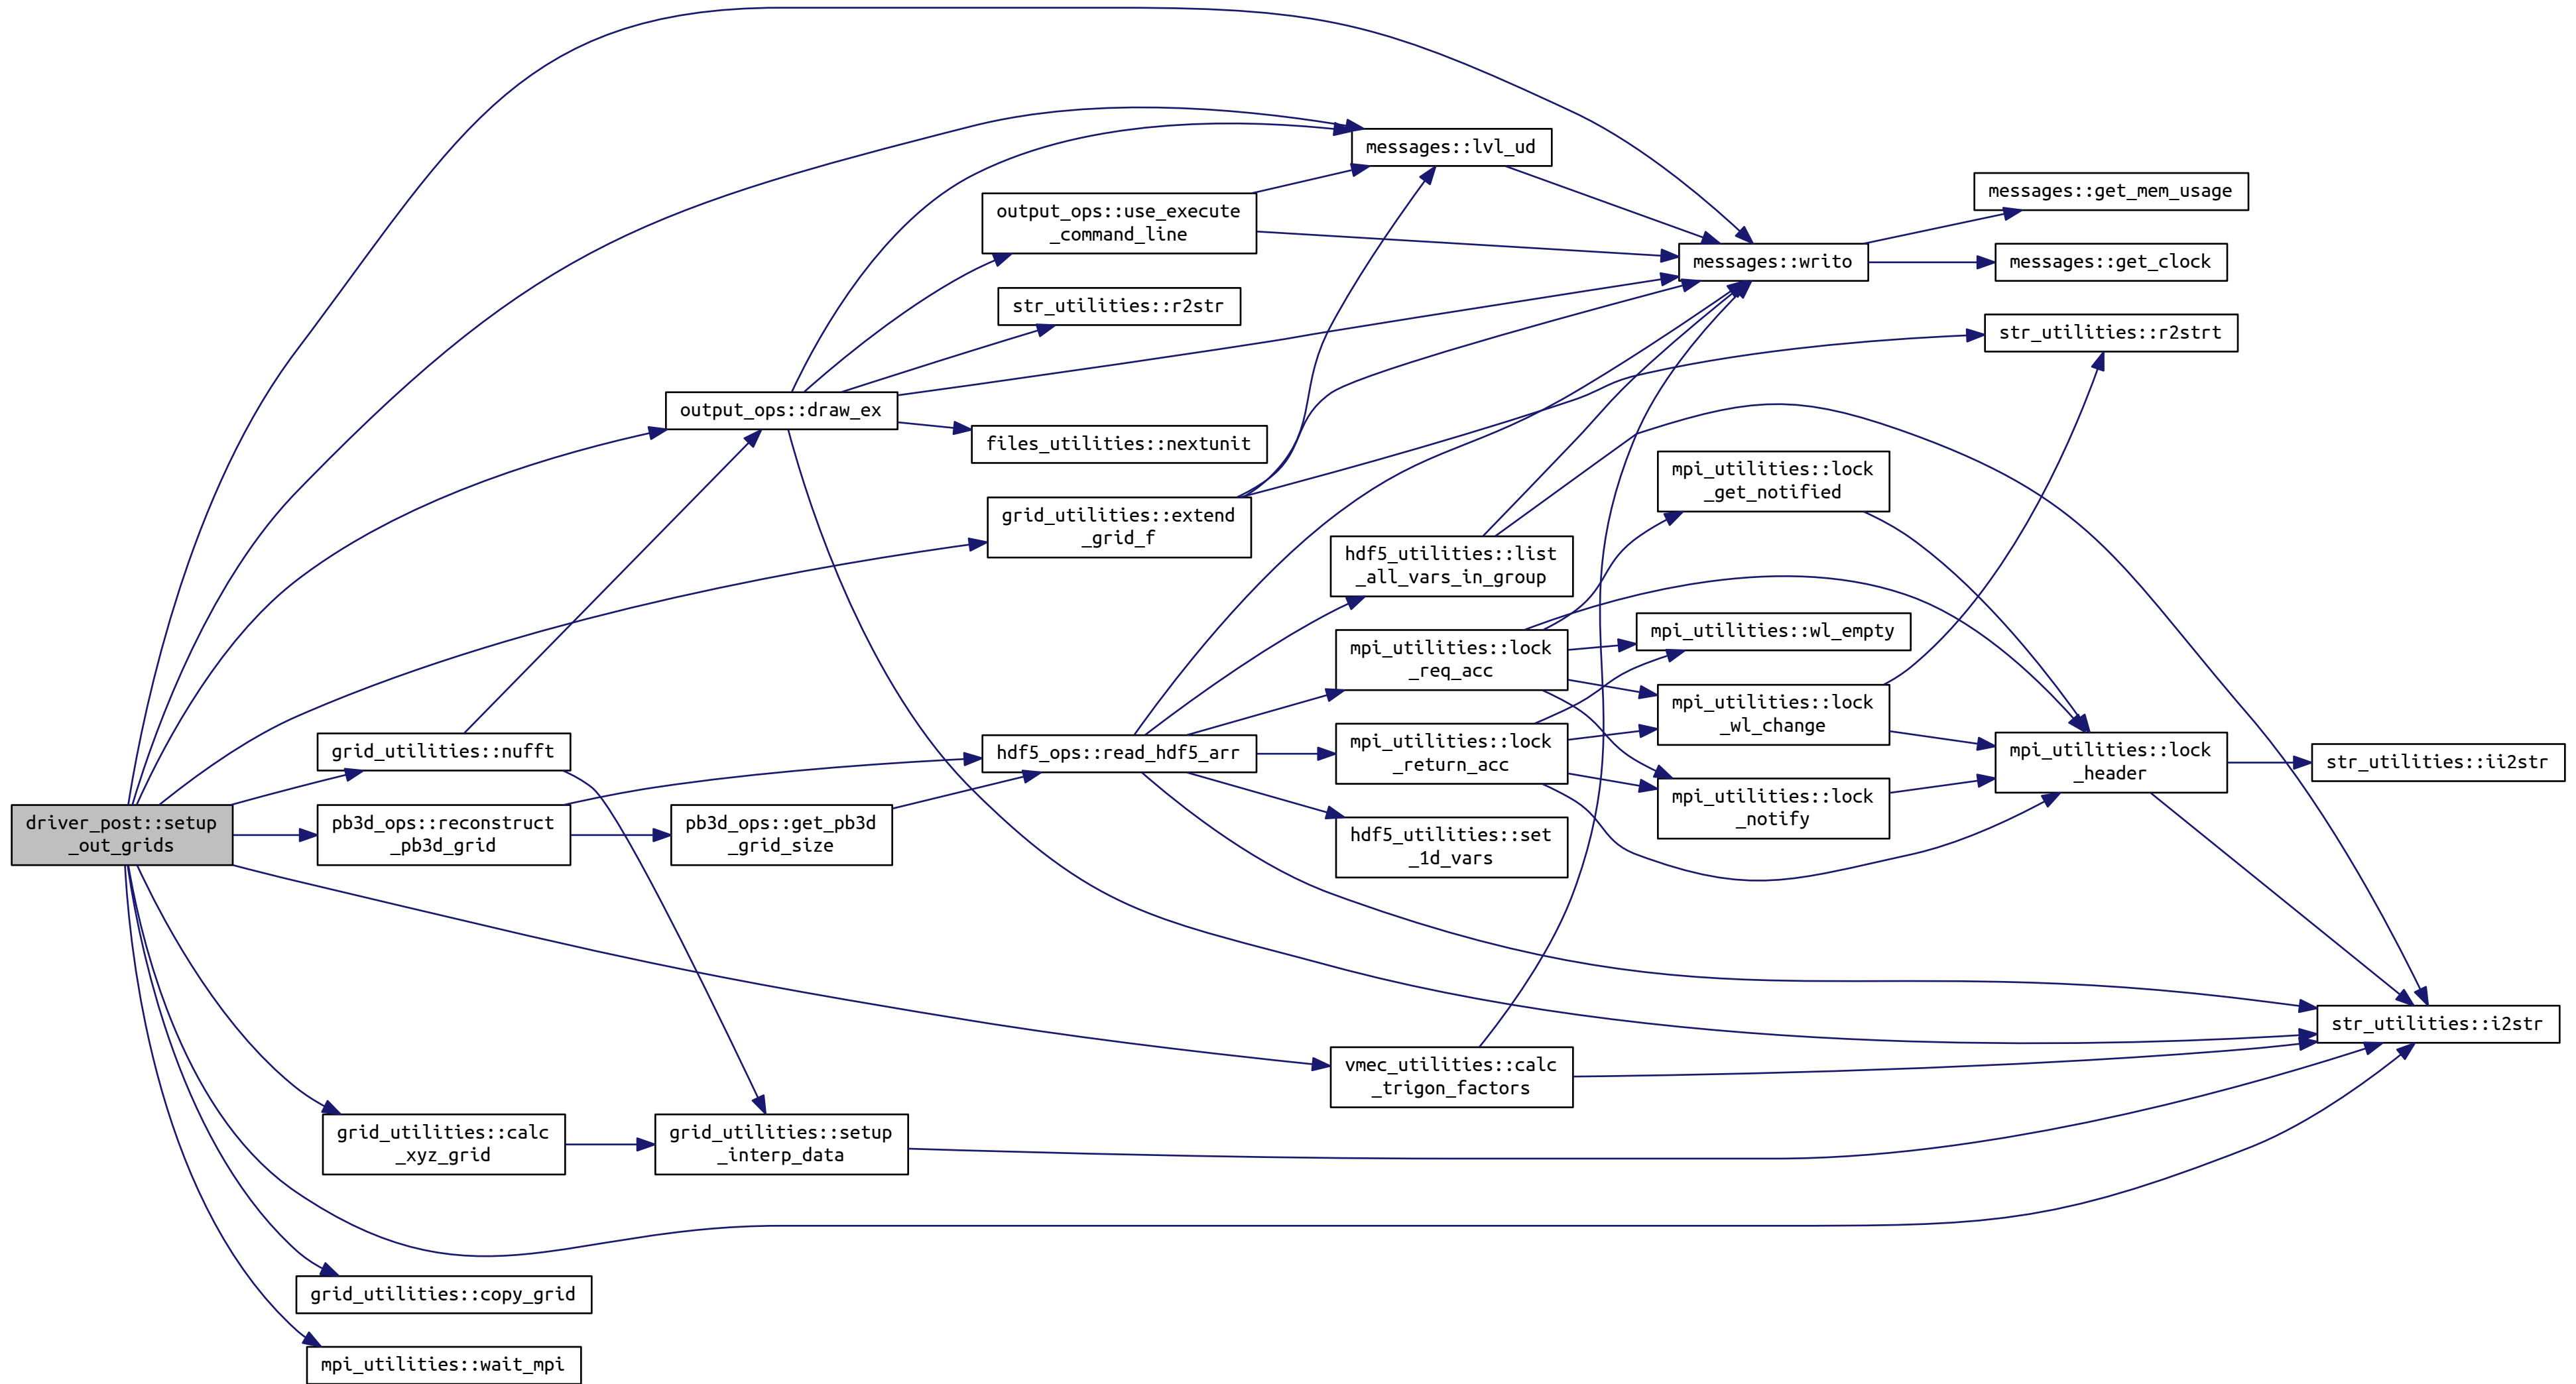 messages::lvl_ud
messages::get_mem_usage
output_ops::use_execute
_command_line
messages::writo
messages::get_clock
str_utilities::r2str
str_utilities::r2strt
output_ops::draw_ex
files_utilities::nextunit
mpi_utilities::lock
_get_notified
grid_utilities::extend
_grid_f
hdf5_utilities::list
_all_vars_in_group
mpi_utilities::wl_empty
mpi_utilities::lock
_req_acc
mpi_utilities::lock
_wl_change
grid_utilities::nufft
hdf5_ops::read_hdf5_arr
mpi_utilities::lock
_return_acc
mpi_utilities::lock
_header
str_utilities::ii2str
mpi_utilities::lock
_notify
driver_post::setup
_out_grids
pb3d_ops::reconstruct
_pb3d_grid
pb3d_ops::get_pb3d
_grid_size
hdf5_utilities::set
_1d_vars
str_utilities::i2str
vmec_utilities::calc
_trigon_factors
grid_utilities::calc
_xyz_grid
grid_utilities::setup
_interp_data
grid_utilities::copy_grid
mpi_utilities::wait_mpi